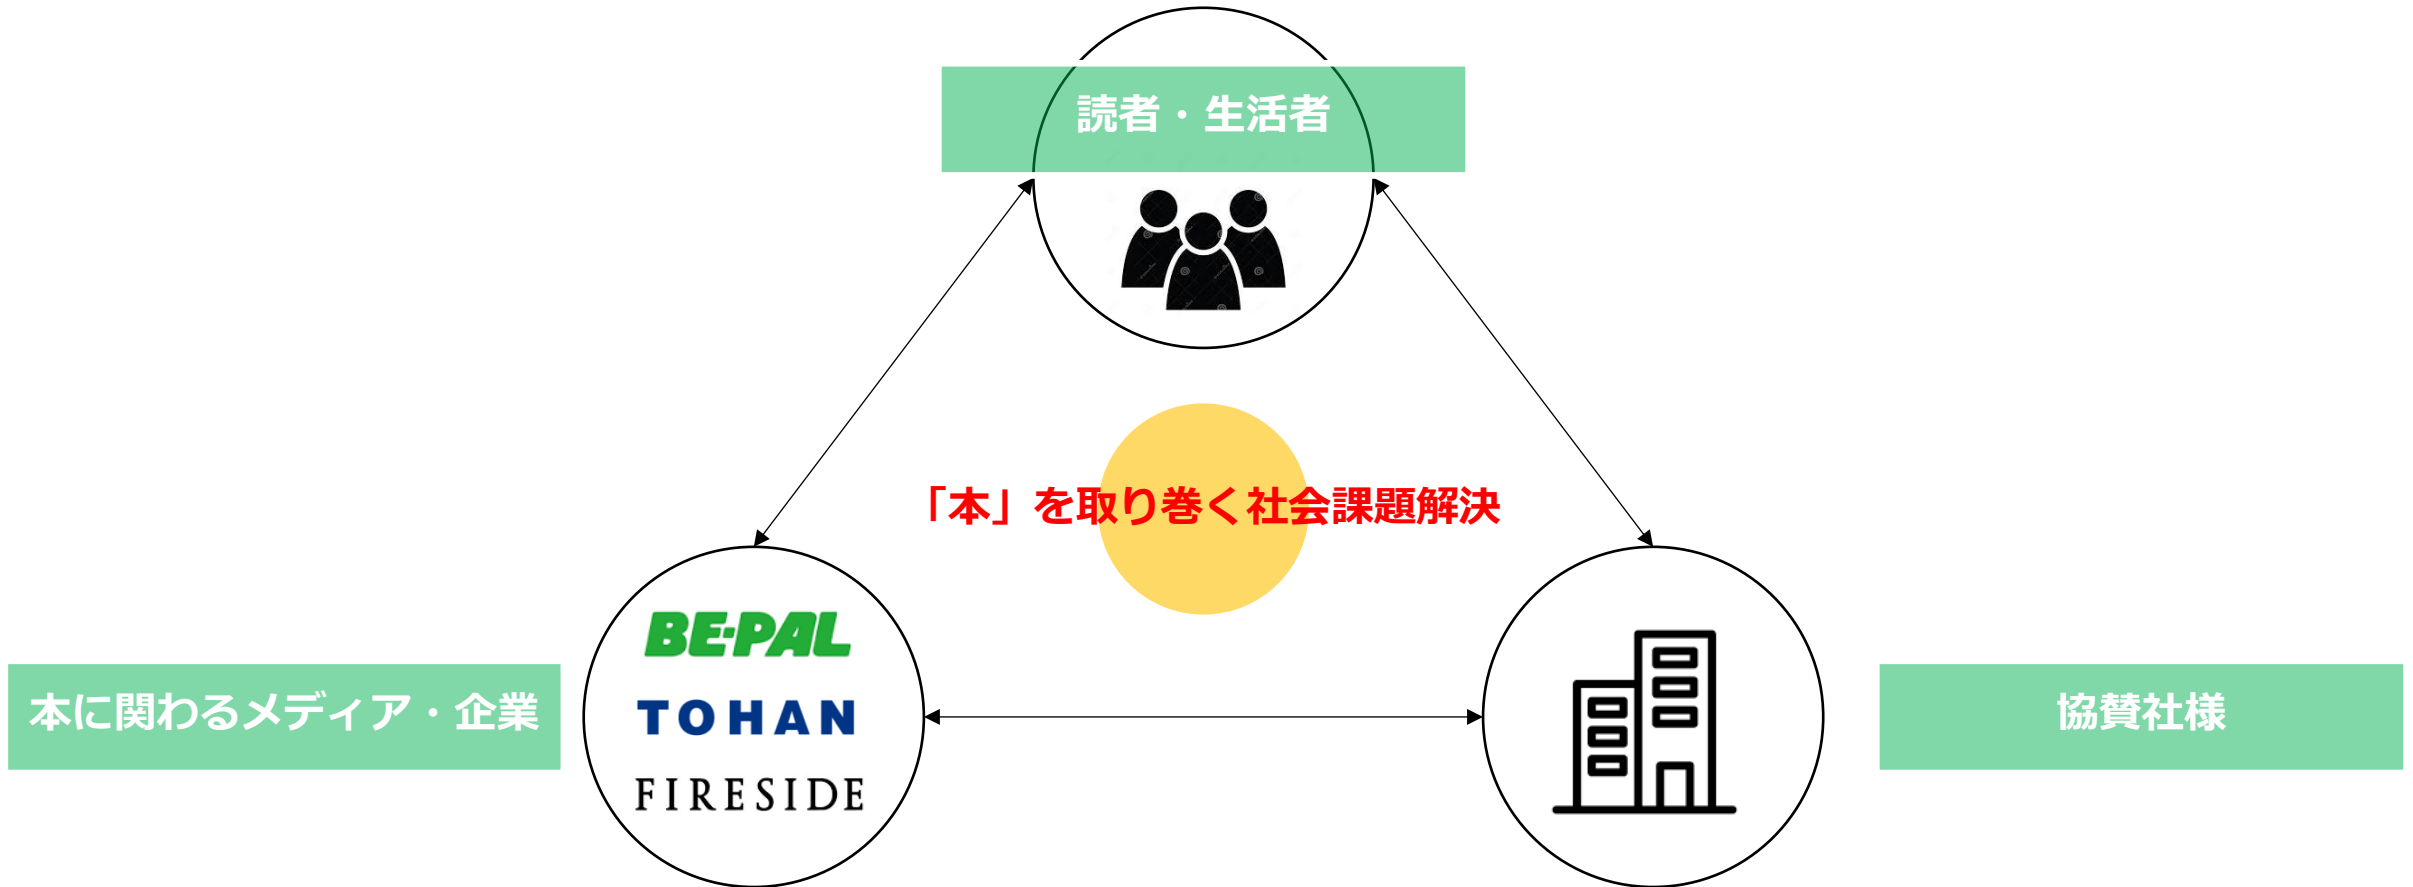 読者・生活者
「本」を取り巻く社会課題解決
BE-PAL
本に関わるメディア・企業
TOHAN
協賛社様
FIRESIDE